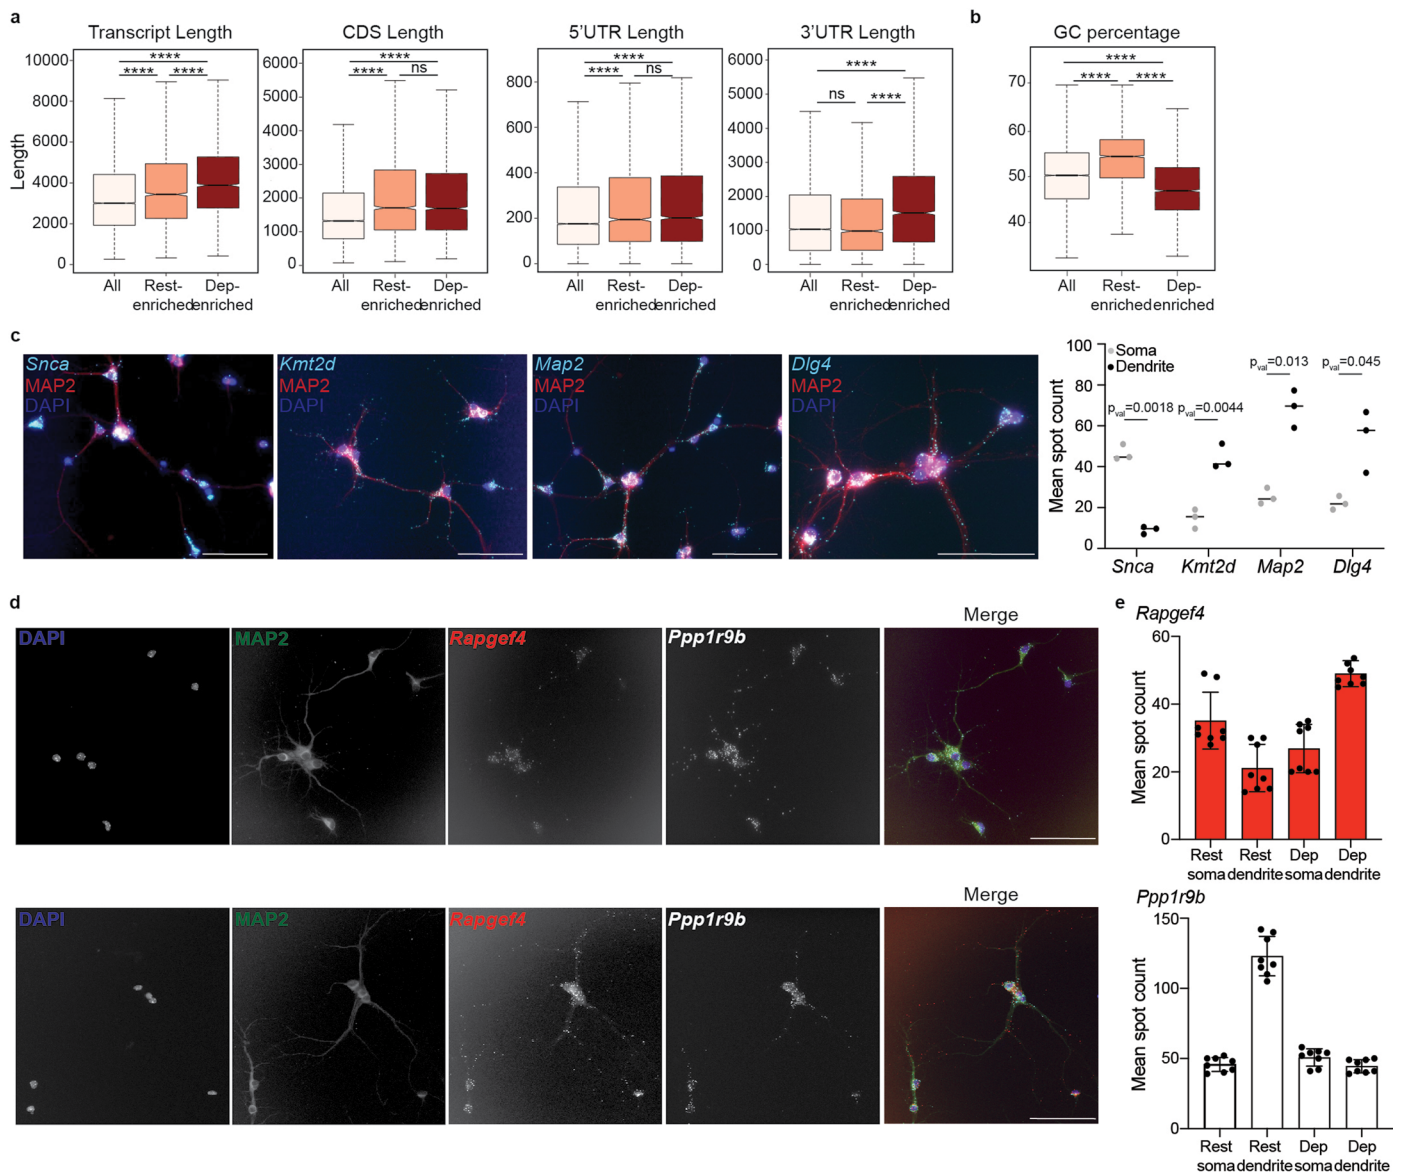 a
b
Transcript Length
CDS Length
5'UTR Length
3'UTR Length
GC percentage
Length
10000
8000
6000
4000
2000
0
****
**** ****
All
Rest-
enriched
Dep-
enriched
6000
5000
4000
3000
2000
1000
0
****
**** ns
All
Rest-
enriched
Dep-
enriched
800
600
400
200
0
****
**** ns
All
Rest-
enriched
Dep-
enriched
6000
5000
4000
3000
2000
1000
0
****
ns ****
All
Rest-
enriched
Dep-
enriched
70
60
50
40
****
**** ****
All
Rest-
enriched
Dep-
enriched
c
Snca
MAP2
DAPI
Kmt2d
MAP2
DAPI
Map2
MAP2
DAPI
Dlg4
MAP2
DAPI
Mean spot count
100
80
60
40
20
0
Soma
Dendrite
pval=0.0018
pval=0.0044
pval=0.013
pval=0.045
Snca
Kmt2d
Map2
Dlg4
d
DAPI
MAP2
Rapgef4
Ppp1r9b
Merge
DAPI
MAP2
Rapgef4
Ppp1r9b
Merge
e
Rapgef4
Mean spot count
60
40
20
0
Rest
soma
Rest
dendrite
Dep
soma
Dep
dendrite
Ppp1r9b
Mean spot count
150
100
50
0
Rest
soma
Rest
dendrite
Dep
soma
Dep
dendrite